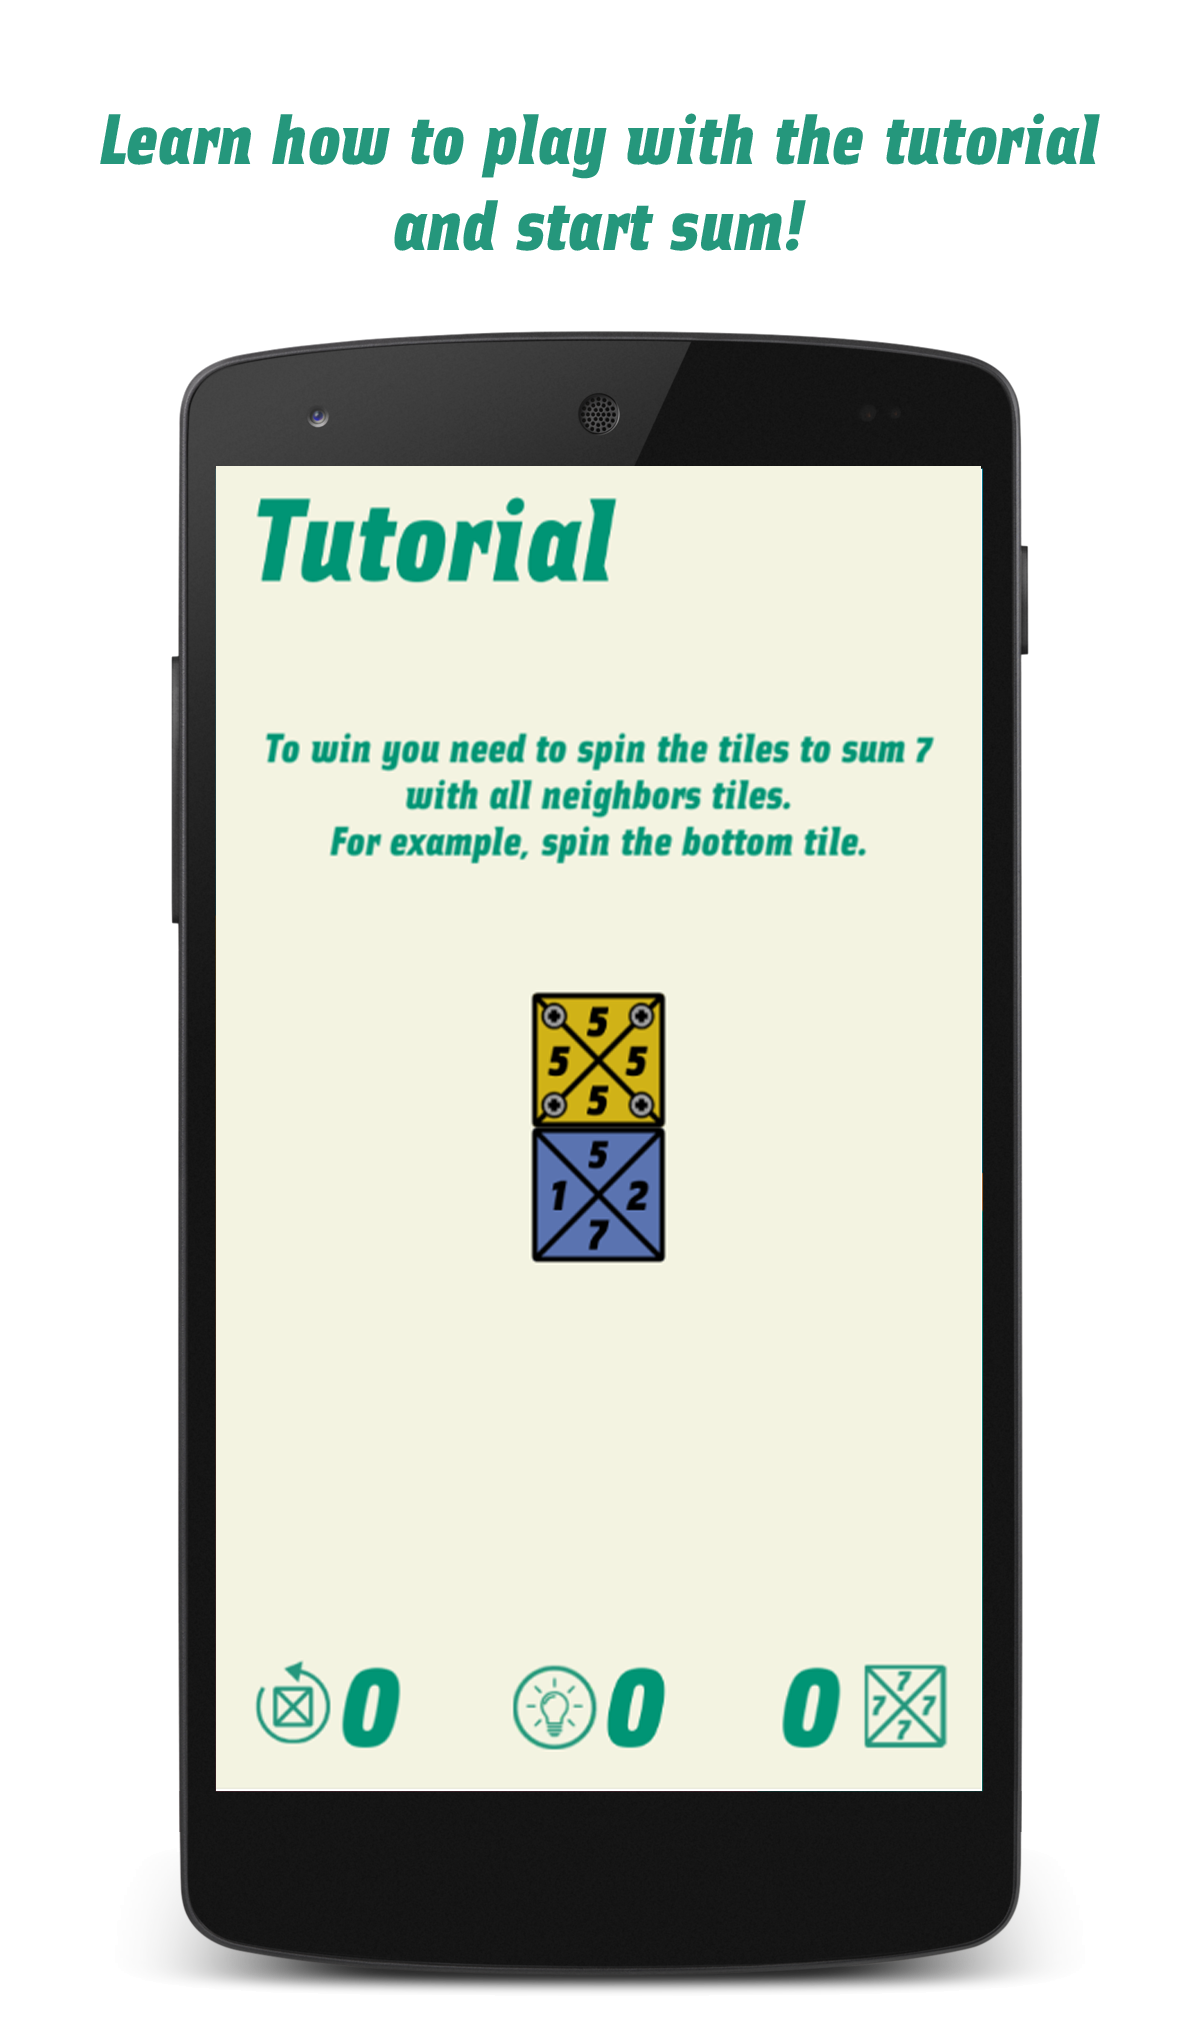 Learn how to play with the tutorial
and start sum!
Tutorial
To win you need to spin the tiles to sum 7
with all neighbors tiles.
For example, spin the bottom tile.
5
5 5
5
5
1 2
7
0 0 0
7
7 7
7